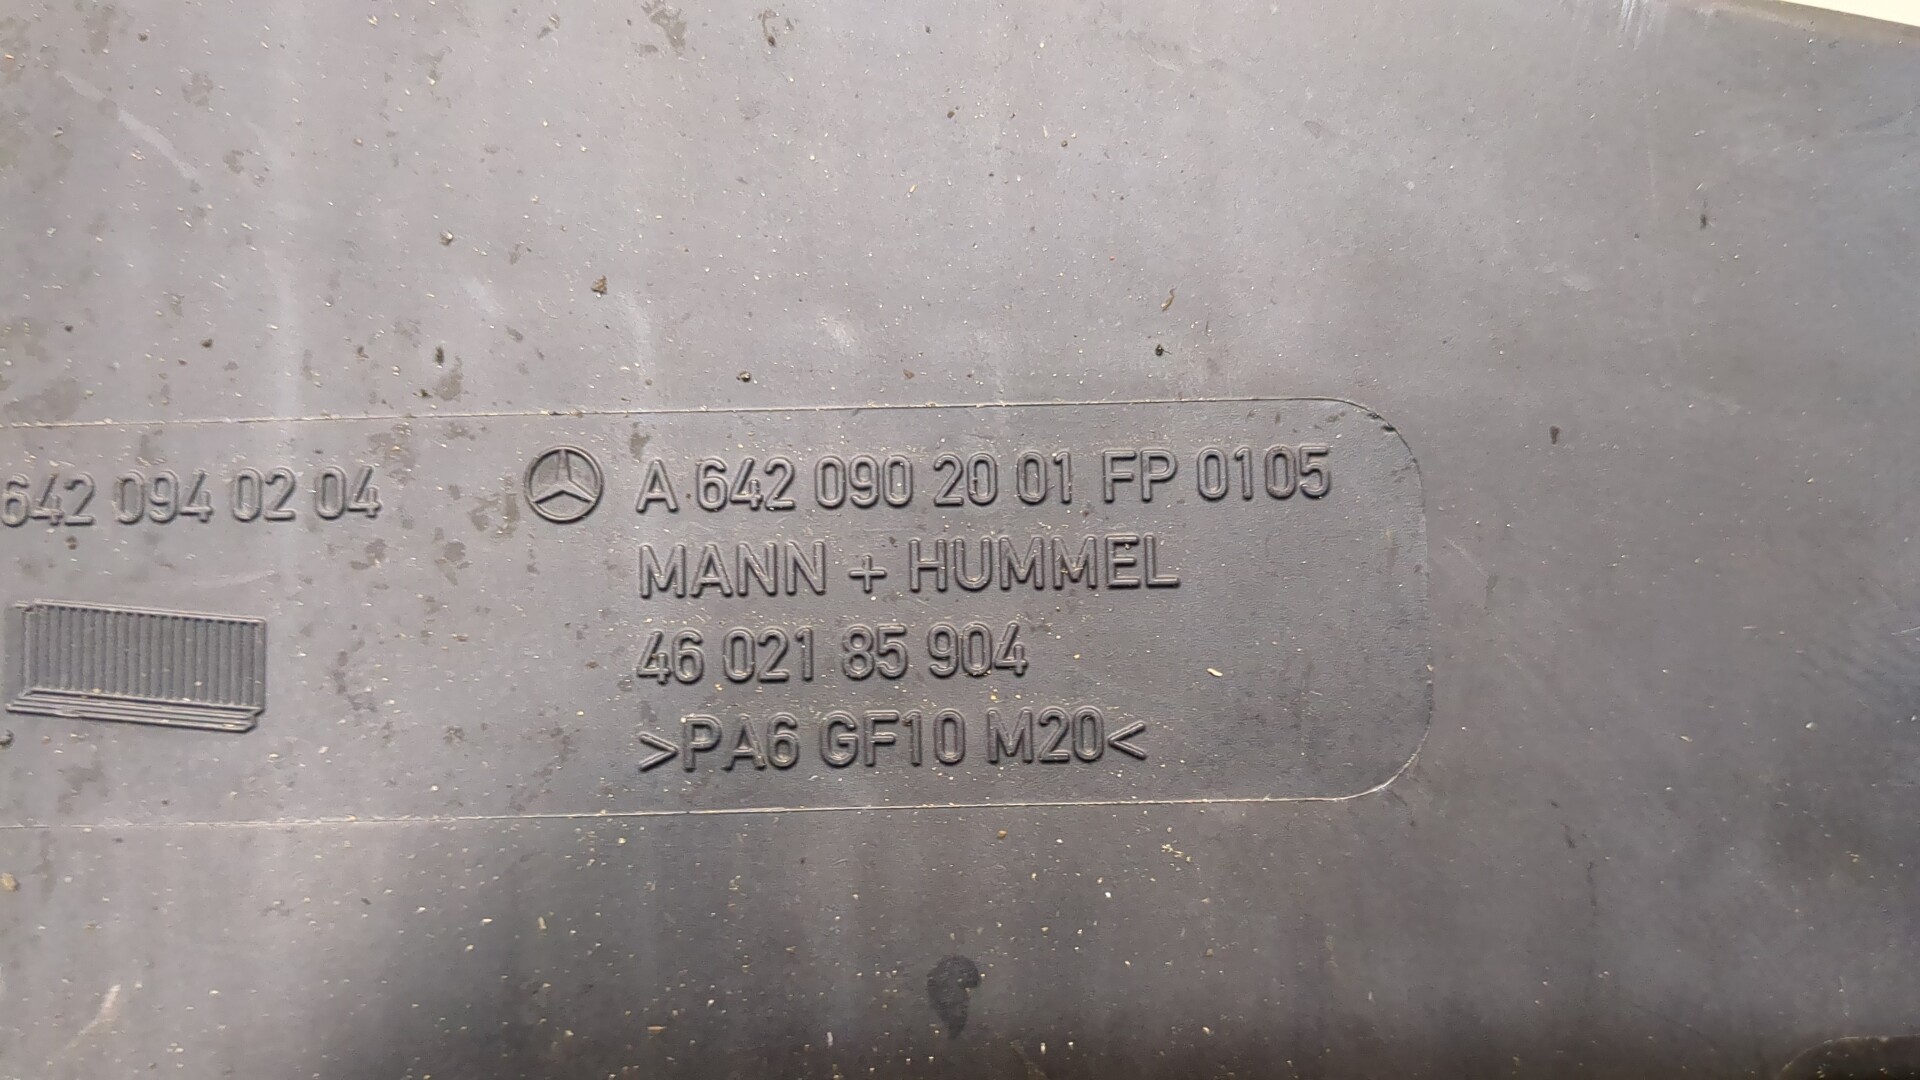 642 094 02 04
A 642 090 20 01 FP 0105
MANN + HUMMEL
46 021 85 904
>PA6 GF10 M20<